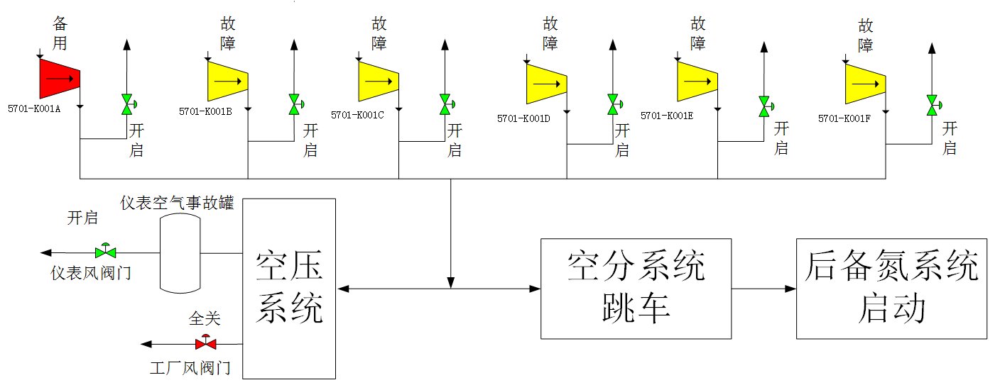 备用
故障
故障
故障
故障
故障
5701-K001A
5701-K001B
5701-K001C
5701-K001D
5701-K001E
5701-K001F
开启
开启
开启
开启
开启
开启
仪表空气事故罐
开启
仪表风阀门
全关
工厂风阀门
空压
系统
空分系统
跳车
后备氮系统
启动